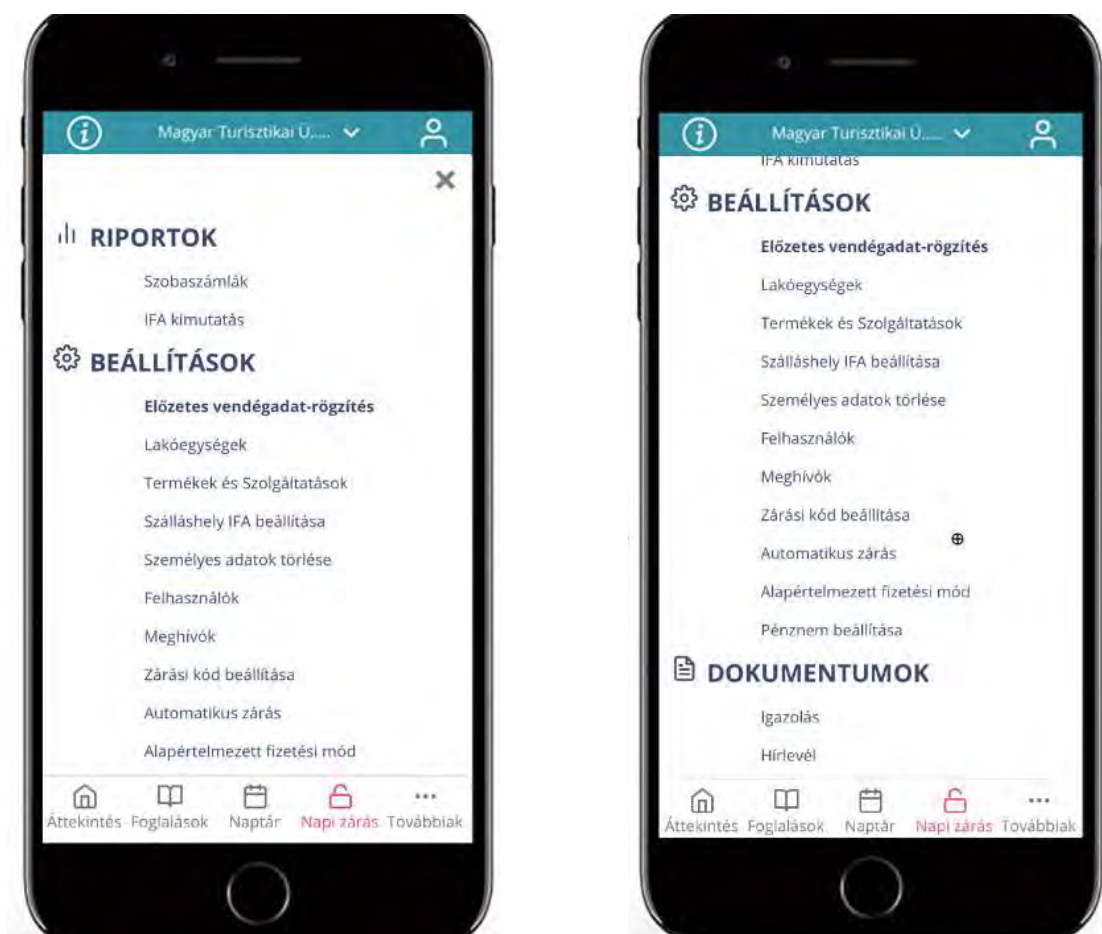 Magyar Turisztikai Ü.....
RIPORTOK
Szobaszámlák
IFA kimutatás
BEÁLLÍTÁSOK
Előzetes vendégadat-rögzítés
Lakóegységek
Termékek és Szolgáltatások
Szálláshely IFA beállítása
Személyes adatok törlése
Felhasználók
Meghívók
Zárási kód beállítása
Automatikus zárás
Alapértelmezett fizetési mód
Áttekintés Foglalások Naptár Napi zárás Továbbiak
Magyar Turisztikai Ü.....
IFA kimutatás
BEÁLLÍTÁSOK
Előzetes vendégadat-rögzítés
Lakóegységek
Termékek és Szolgáltatások
Szálláshely IFA beállítása
Személyes adatok törlése
Felhasználók
Meghívók
Zárási kód beállítása
Automatikus zárás
Alapértelmezett fizetési mód
Pénznem beállítása
DOKUMENTUMOK
Igazolás
Hírlevél
Áttekintés Foglalások Naptár Napi zárás Továbbiak